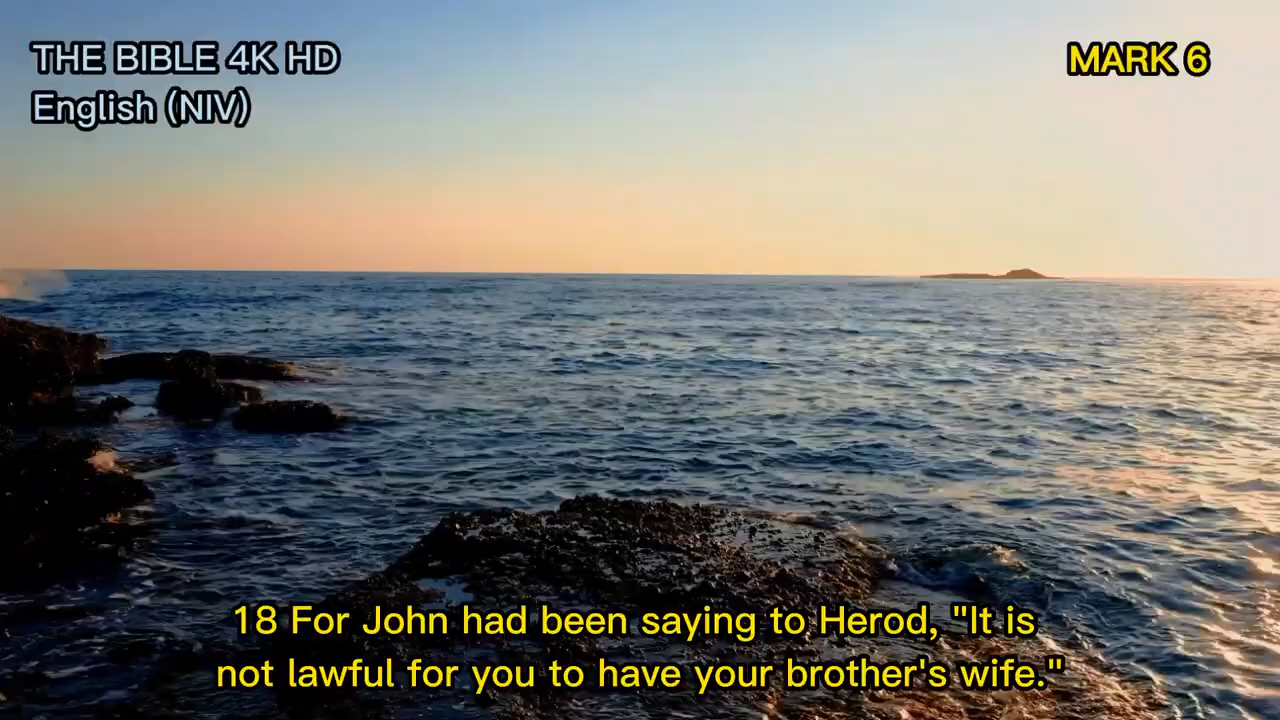 THE BIBLE 4K HD
English (NIV)
MARK 6
18 For John had been saying to Herod, "It is
not lawful for you to have your brother's wife."